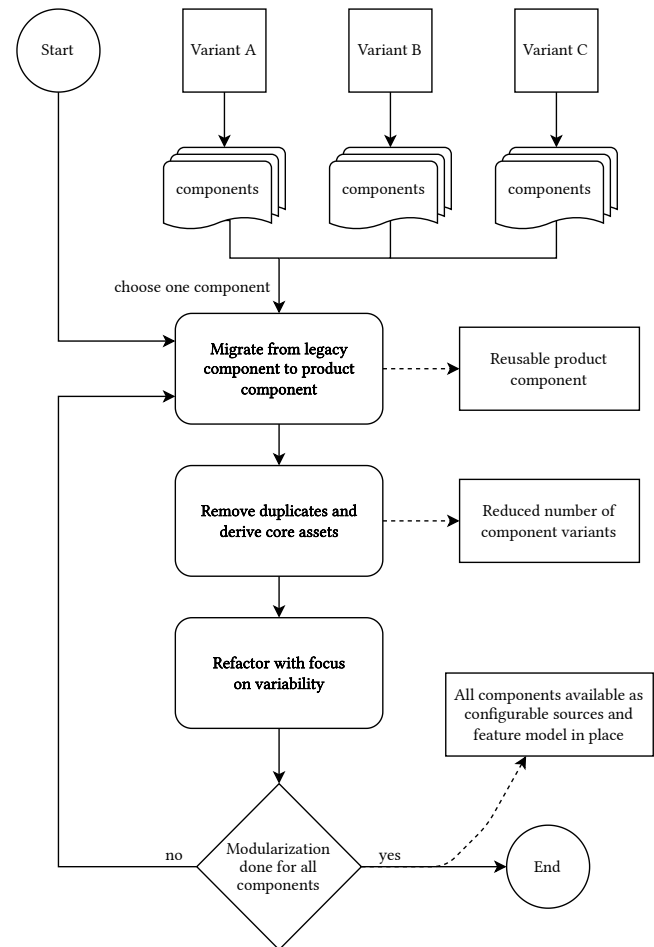 Start
Variant A
Variant B
Variant C
components
components
components
choose one component
Migrate from legacy
component to product
component
Reusable product
component
Remove duplicates and
derive core assets
Reduced number of
component variants
Refactor with focus
on variability
All components available as
configurable sources and
feature model in place
Modularization
done for all
components
no
yes
End